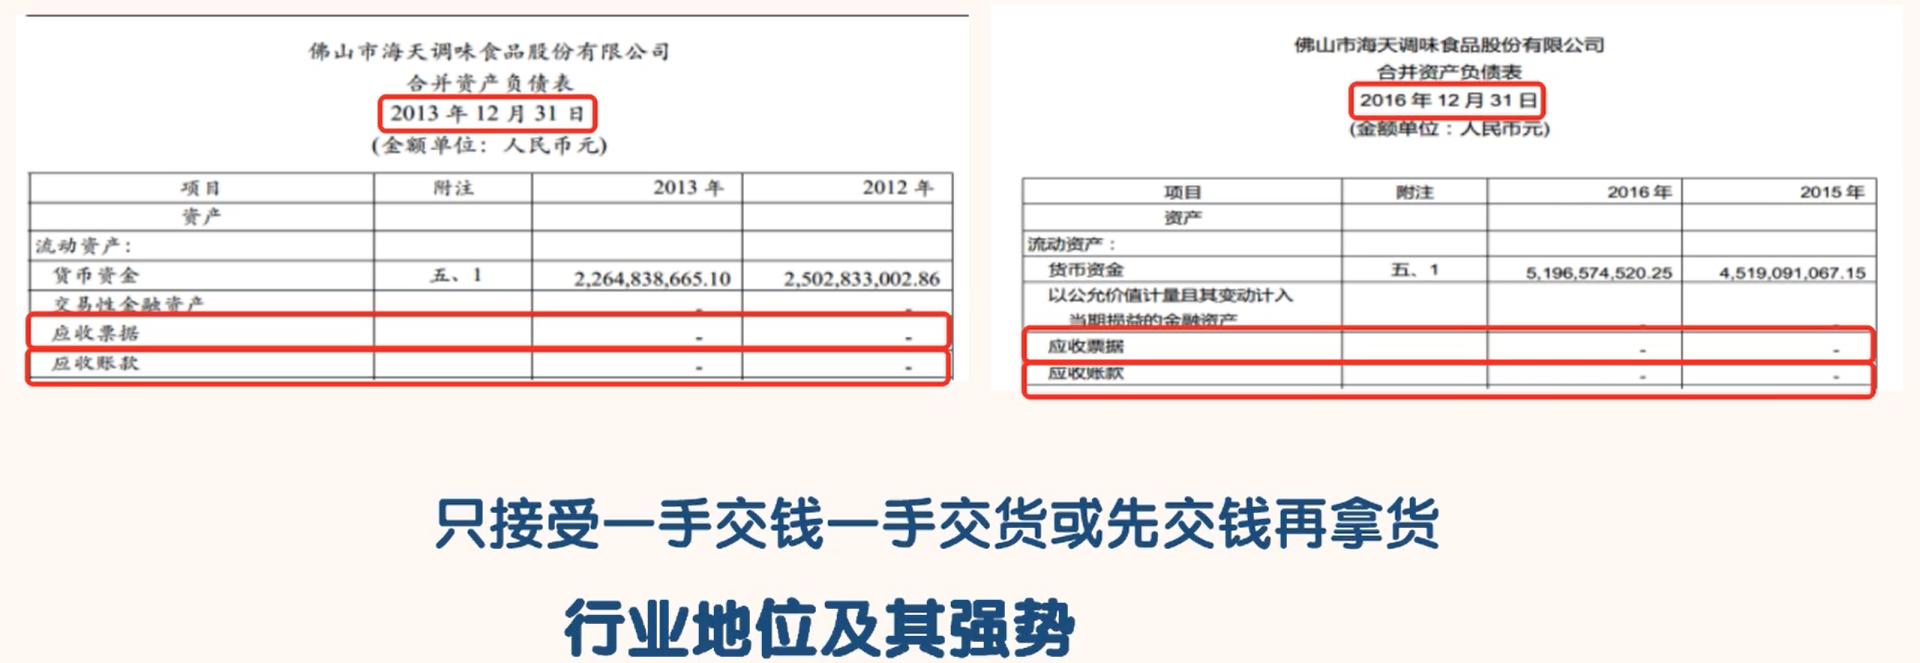 佛山市海天调味食品股份有限公司
合并资产负债表
2013 年 12 月 31 日
(金额单位：人民币元)
项目 附注 2013 年 2012 年
资产
流动资产：
货币资金 五、1 2,264,838,665.10 2,502,833,002.86
交易性金融资产 - -
应收票据 - -
应收账款 - -
佛山市海天调味食品股份有限公司
合并资产负债表
2016 年 12 月 31 日
(金额单位：人民币元)
项目 附注 2016 年 2015 年
资产
流动资产：
货币资金 五、1 5,196,574,520.25 4,519,091,067.15
以公允价值计量且其变动计入
当期损益的金融资产 - -
应收票据 - -
应收账款 - -
只接受一手交钱一手交货或先交钱再拿货
行业地位及其强势